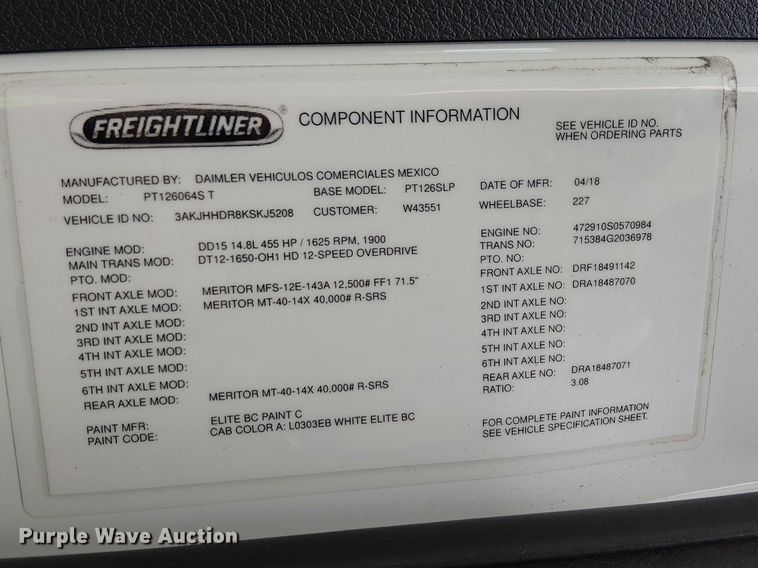 FREIGHTLINER ® COMPONENT INFORMATION
SEE VEHICLE ID NO.
WHEN ORDERING PARTS
MANUFACTURED BY: DAIMLER VEHICULOS COMERCIALES MEXICO
MODEL: PT126064S T BASE MODEL: PT126SLP DATE OF MFR: 04/18
VEHICLE ID NO: 3AKJHHDR8KSKJ5208 CUSTOMER: W43551 WHEELBASE: 227
ENGINE MOD: DD15 14.8L 455 HP / 1625 RPM, 1900 ENGINE NO: 472910S0570984
MAIN TRANS MOD: DT12-1650-OH1 HD 12-SPEED OVERDRIVE TRANS NO: 715384G2036978
PTO. MOD: PTO. NO:
FRONT AXLE MOD: MERITOR MFS-12E-143A 12,500# FF1 71.5" FRONT AXLE NO: DRF18491142
1ST INT AXLE MOD: MERITOR MT-40-14X 40,000# R-SRS 1ST INT AXLE NO: DRA18487070
2ND INT AXLE MOD: 2ND INT AXLE NO:
3RD INT AXLE MOD: 3RD INT AXLE NO:
4TH INT AXLE MOD: 4TH INT AXLE NO:
5TH INT AXLE MOD: 5TH INT AXLE NO:
6TH INT AXLE MOD: 6TH INT AXLE NO:
REAR AXLE MOD: MERITOR MT-40-14X 40,000# R-SRS REAR AXLE NO: DRA18487071
RATIO: 3.08
PAINT MFR: ELITE BC PAINT C
PAINT CODE: CAB COLOR A: L0303EB WHITE ELITE BC
FOR COMPLETE PAINT INFORMATION
SEE VEHICLE SPECIFICATION SHEET.
Purple Wave Auction